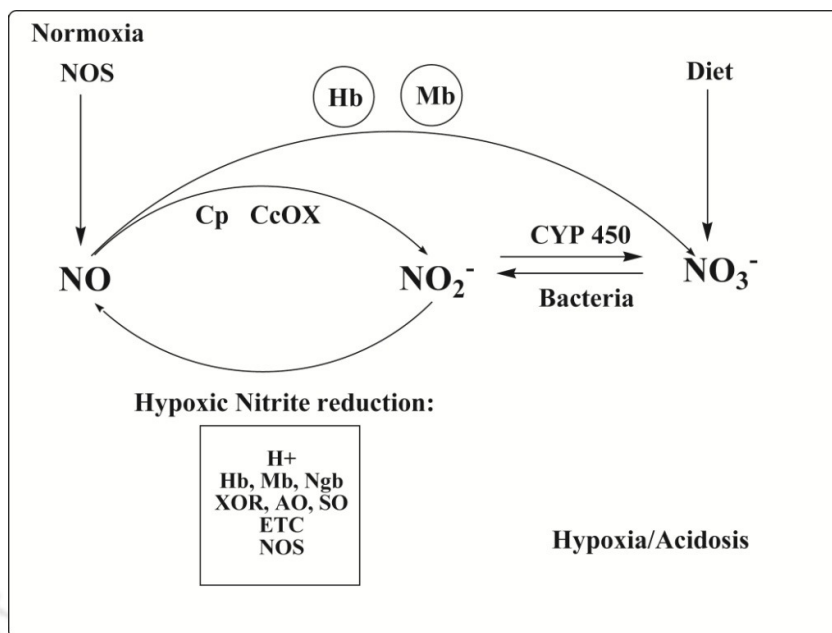 Normoxia
NOS
Diet
Hb
Mb
Cp CcOX
CYP 450
NO
NO₂⁻
NO₃⁻
Bacteria
Hypoxic Nitrite reduction:
H+
Hb, Mb, Ngb
XOR, AO, SO
ETC
NOS
Hypoxia/Acidosis